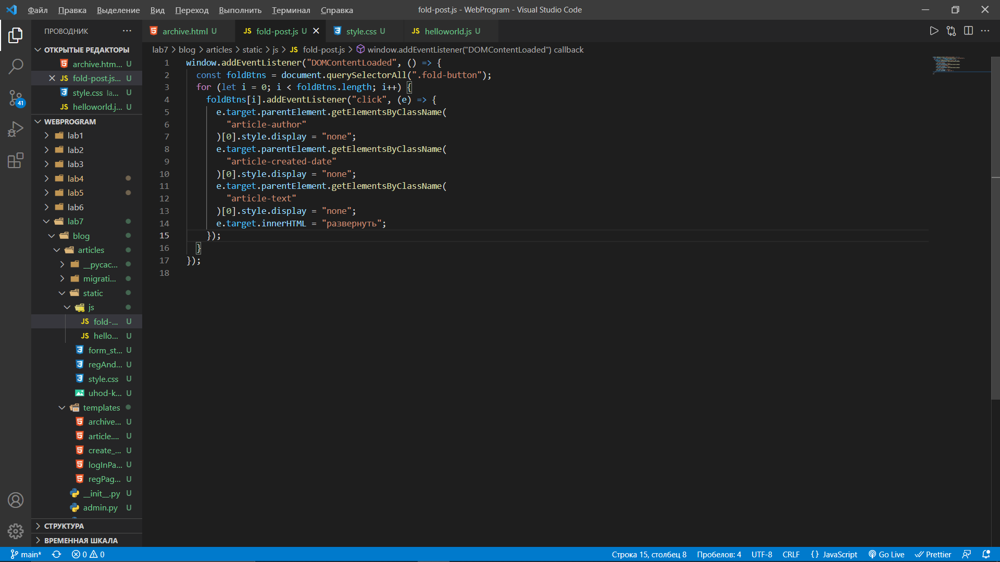 Файл Правка Выделение Вид Переход Выполнить Терминал Справка
fold-post.js - WebProgram - Visual Studio Code
ПРОВОДНИК
archive.html U
JS fold-post.js U
style.css U
JS helloworld.js U
lab7 > blog > articles > static > js > JS fold-post.js > window.addEventListener("DOMContentLoaded") callback
ОТКРЫТЫЕ РЕДАКТОРЫ
archive.htm... U
JS fold-post.js... U
style.css la... U
JS helloworld.j... U
41
WEBPROGRAM
lab1
lab2
lab3
lab4
lab5
lab6
lab7
blog
articles
__pycac...
migrati...
static
js
JS fold-... U
JS hello... U
form_st... U
regAnd... U
style.css U
uhod-k... U
templates
archive... U
article.... U
create_... U
logInPa... U
regPag... U
__init__.py U
admin.py U
СТРУКТУРА
ВРЕМЕННАЯ ШКАЛА
1 window.addEventListener("DOMContentLoaded", () => {
2 const foldBtns = document.querySelectorAll(".fold-button");
3 for (let i = 0; i < foldBtns.length; i++) {
4 foldBtns[i].addEventListener("click", (e) => {
5 e.target.parentElement.getElementsByClassName(
6 "article-author"
7 )[0].style.display = "none";
8 e.target.parentElement.getElementsByClassName(
9 "article-created-date"
10 )[0].style.display = "none";
11 e.target.parentElement.getElementsByClassName(
12 "article-text"
13 )[0].style.display = "none";
14 e.target.innerHTML = "развернуть";
15 });
16 }
17 });
18
main* 0 0
Строка 15, столбец 8 Пробелов: 4 UTF-8 CRLF {} JavaScript Go Live Prettier